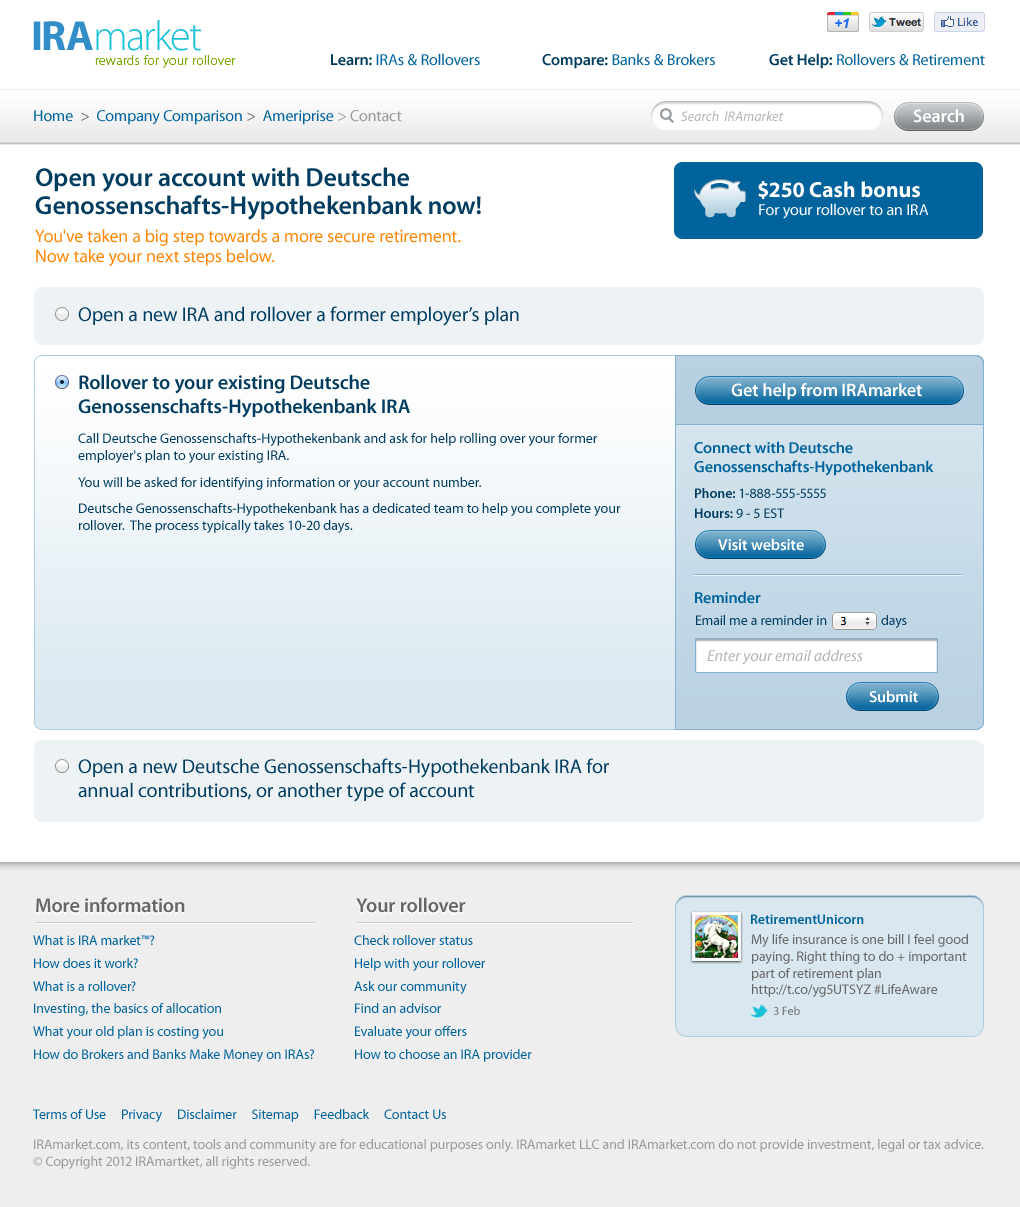 IRAmarket
rewards for your rollover
+1
Tweet
Like
Learn: IRAs & Rollovers
Compare: Banks & Brokers
Get Help: Rollovers & Retirement
Home > Company Comparison > Ameriprise > Contact
Search IRAmarket
Search
Open your account with Deutsche
Genossenschafts-Hypothekenbank now!
You've taken a big step towards a more secure retirement.
Now take your next steps below.
$250 Cash bonus
For your rollover to an IRA
Open a new IRA and rollover a former employer’s plan
Rollover to your existing Deutsche
Genossenschafts-Hypothekenbank IRA
Call Deutsche Genossenschafts-Hypothekenbank and ask for help rolling over your former
employer's plan to your existing IRA.
You will be asked for identifying information or your account number.
Deutsche Genossenschafts-Hypothekenbank has a dedicated team to help you complete your
rollover. The process typically takes 10-20 days.
Get help from IRAmarket
Connect with Deutsche
Genossenschafts-Hypothekenbank
Phone: 1-888-555-5555
Hours: 9 - 5 EST
Visit website
Reminder
Email me a reminder in 3 days
Enter your email address
Submit
Open a new Deutsche Genossenschafts-Hypothekenbank IRA for
annual contributions, or another type of account
More information
What is IRA market™?
How does it work?
What is a rollover?
Investing, the basics of allocation
What your old plan is costing you
How do Brokers and Banks Make Money on IRAs?
Your rollover
Check rollover status
Help with your rollover
Ask our community
Find an advisor
Evaluate your offers
How to choose an IRA provider
RetirementUnicorn
My life insurance is one bill I feel good
paying. Right thing to do + important
part of retirement plan
http://t.co/yg5UTSYZ #LifeAware
3 Feb
Terms of Use Privacy Disclaimer Sitemap Feedback Contact Us
IRAmarket.com, its content, tools and community are for educational purposes only. IRAmarket LLC and IRAmarket.com do not provide investment, legal or tax advice.
© Copyright 2012 IRAmartket, all rights reserved.